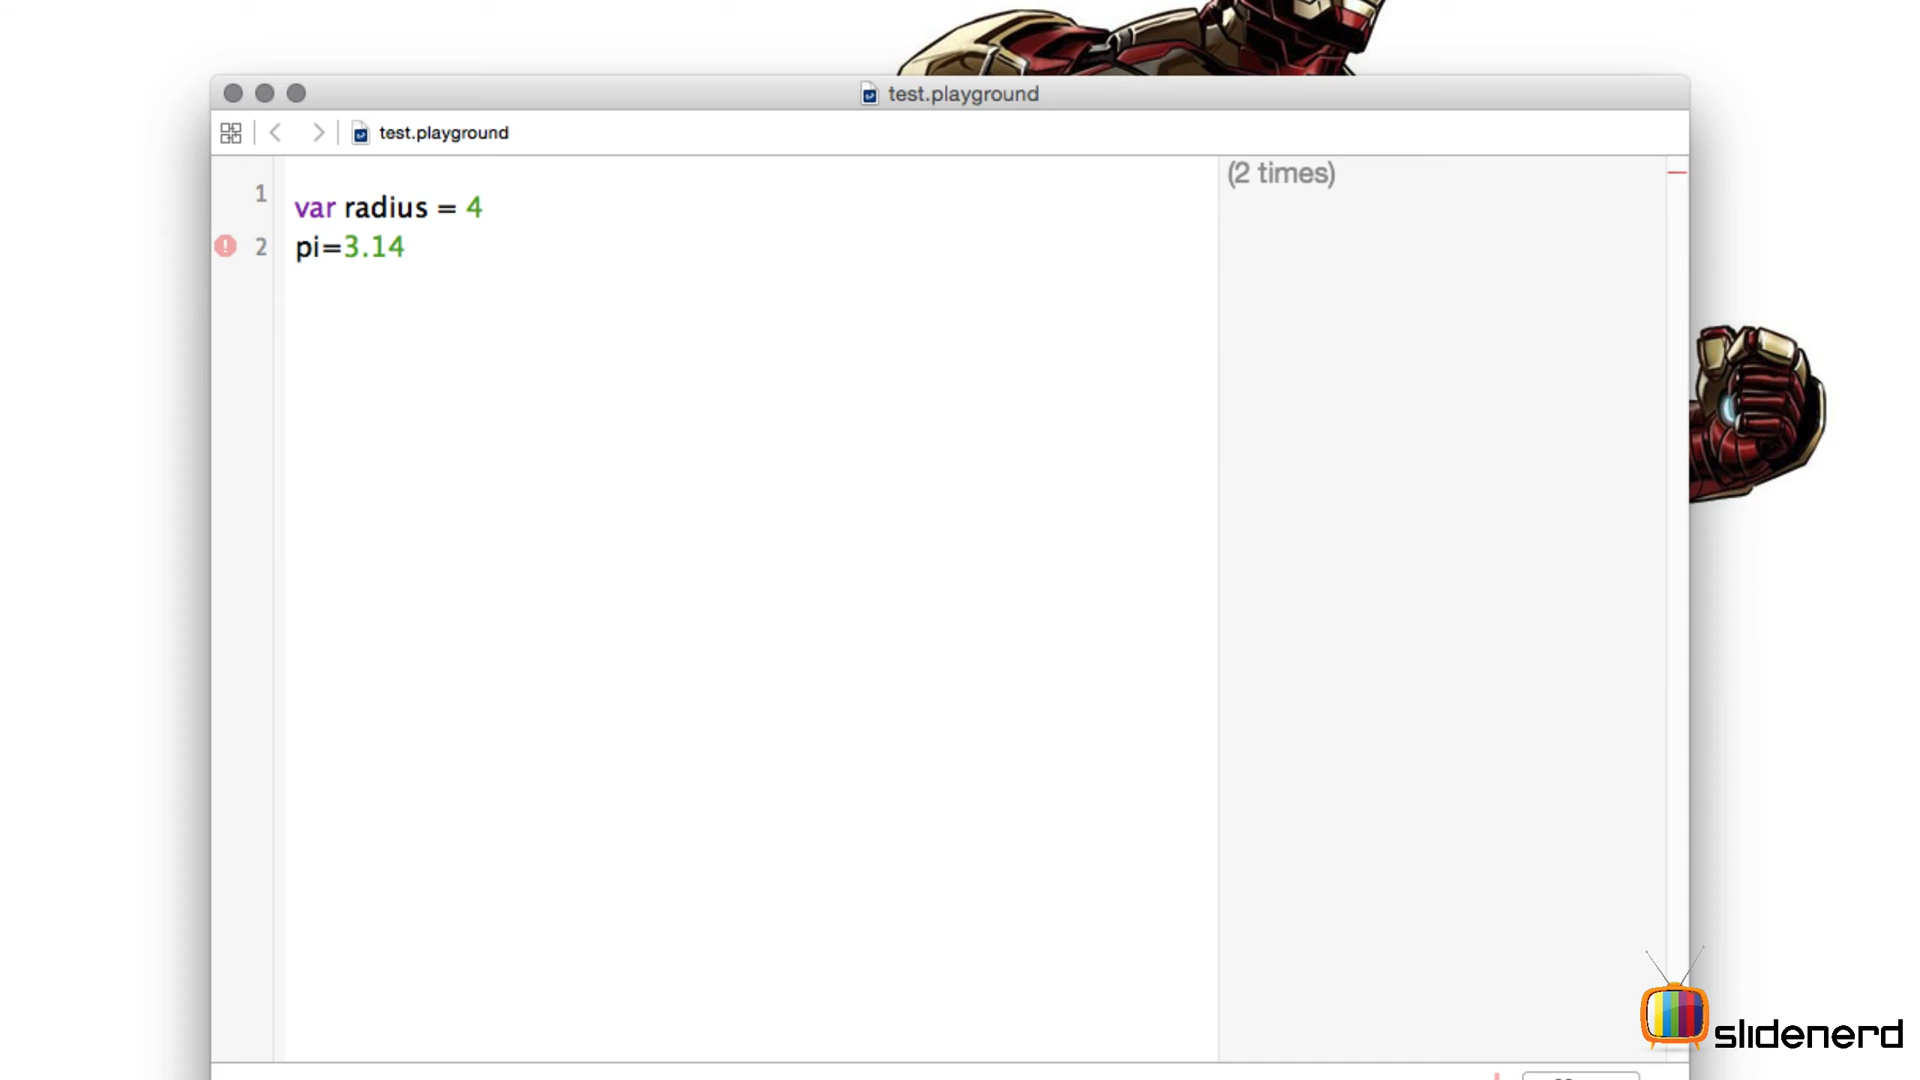 test.playground
test.playground
(2 times)
1 var radius = 4
2 pi=3.14
slidenerd